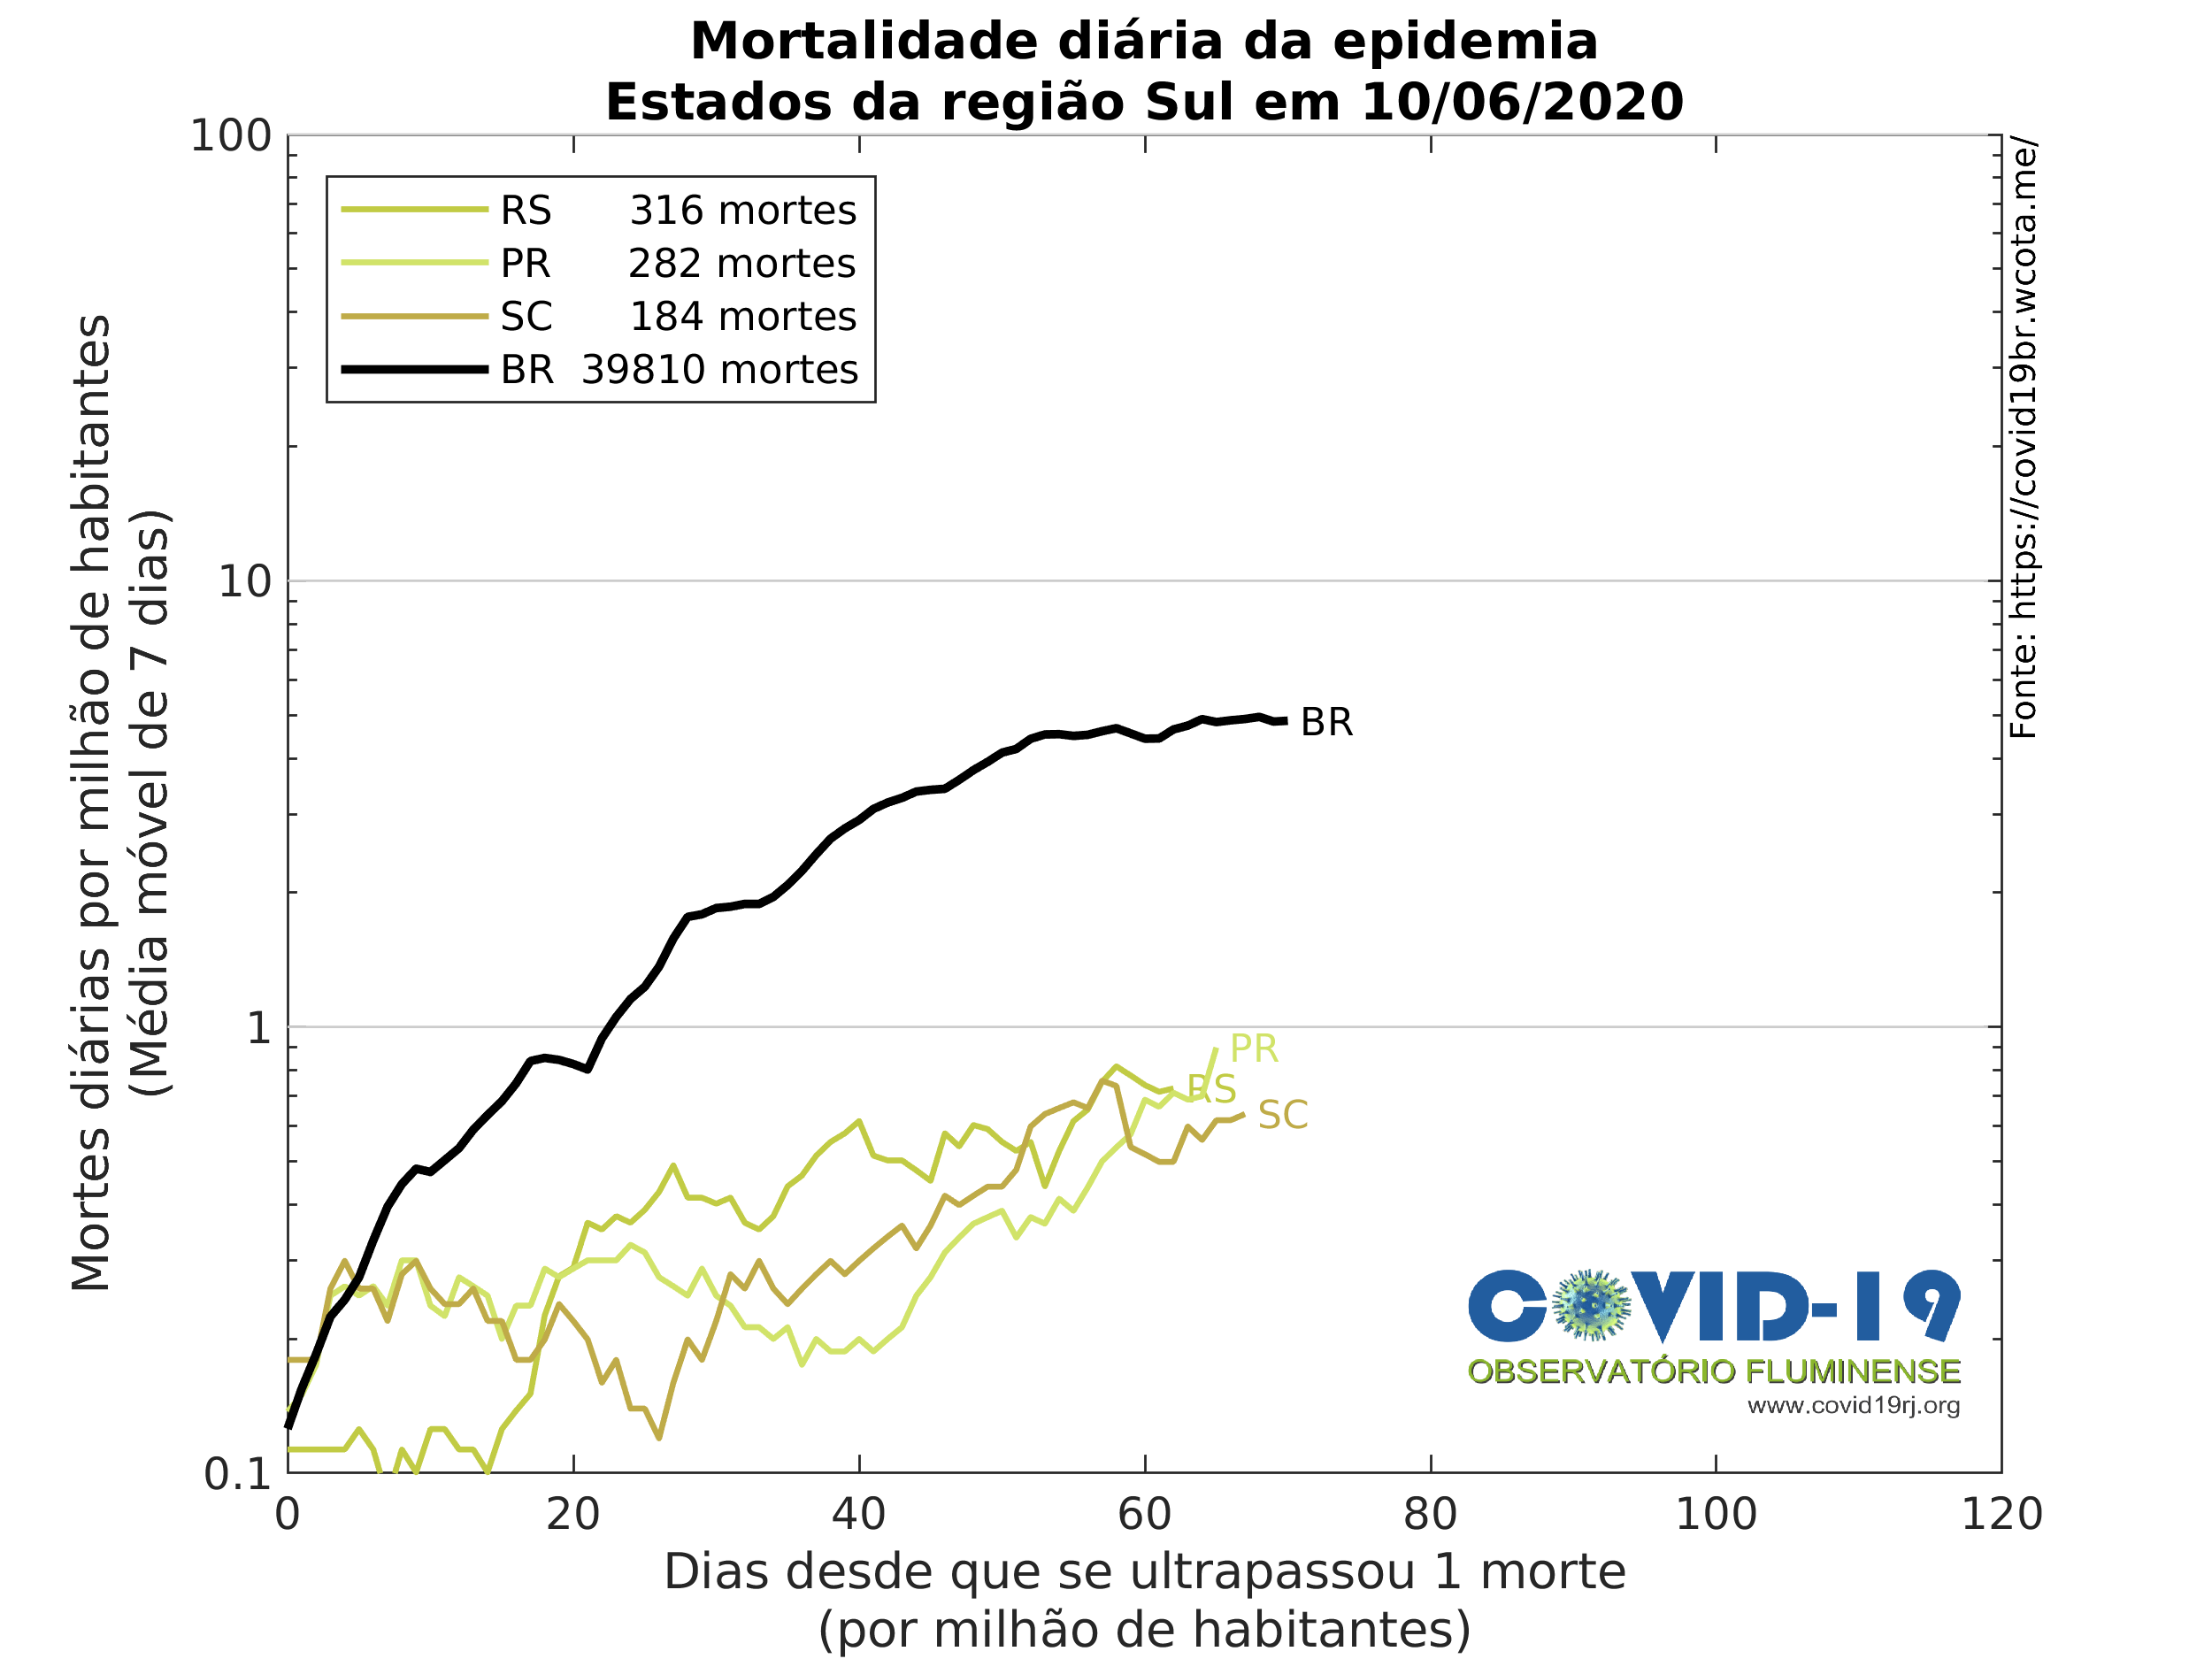 Mortalidade diária da epidemia
Estados da região Sul em 10/06/2020
100
10
1
0.1
Mortes diárias por milhão de habitantes
(Média móvel de 7 dias)
RS 316 mortes
PR 282 mortes
SC 184 mortes
BR 39810 mortes
BR
PR
RS
SC
Fonte: https://covid19br.wcota.me/
COVID-19
OBSERVATÓRIO FLUMINENSE
www.covid19rj.org
0 20 40 60 80 100 120
Dias desde que se ultrapassou 1 morte
(por milhão de habitantes)